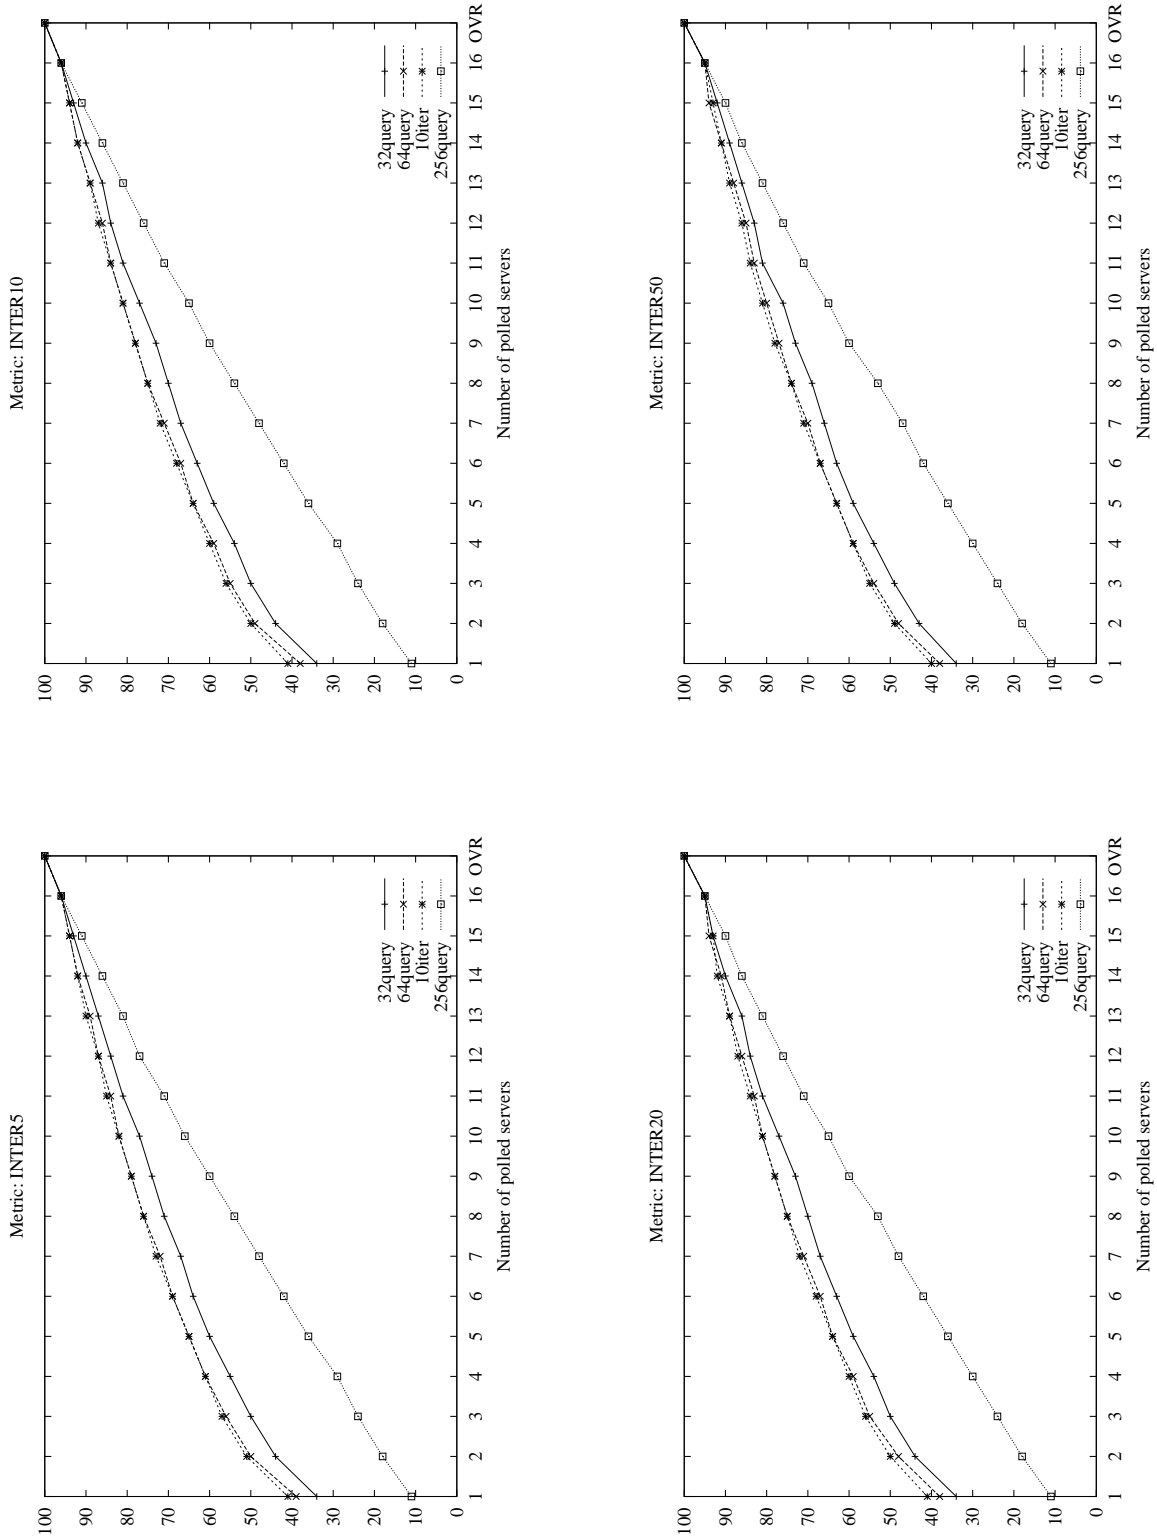 Metric: INTER5
100
90
80
70
60
50
40
30
20
10
0
32query
64query
10iter
256query
1 2 3 4 5 6 7 8 9 10 11 12 13 14 15 16 OVR
Number of polled servers
Metric: INTER10
100
90
80
70
60
50
40
30
20
10
0
32query
64query
10iter
256query
1 2 3 4 5 6 7 8 9 10 11 12 13 14 15 16 OVR
Number of polled servers
Metric: INTER20
100
90
80
70
60
50
40
30
20
10
0
32query
64query
10iter
256query
1 2 3 4 5 6 7 8 9 10 11 12 13 14 15 16 OVR
Number of polled servers
Metric: INTER50
100
90
80
70
60
50
40
30
20
10
0
32query
64query
10iter
256query
1 2 3 4 5 6 7 8 9 10 11 12 13 14 15 16 OVR
Number of polled servers